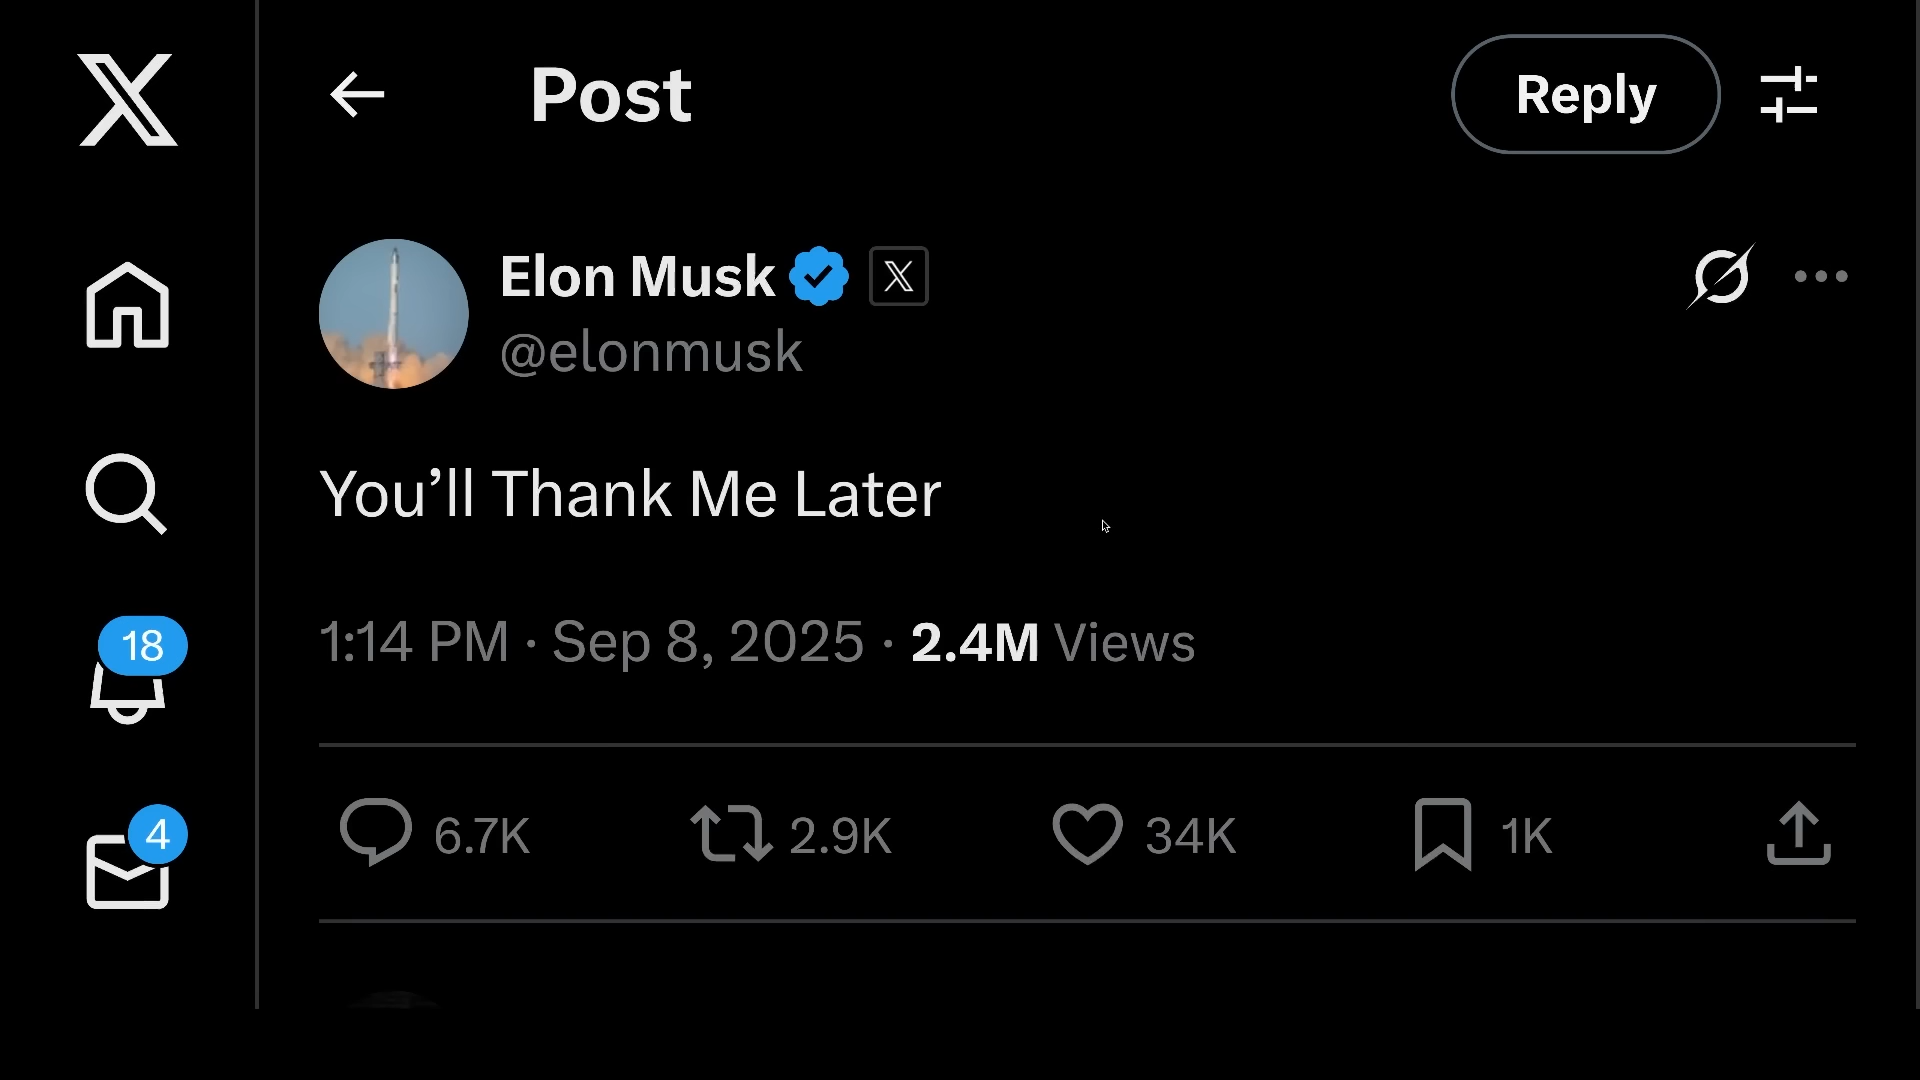 Post
Reply
Elon Musk
@elonmusk
You’ll Thank Me Later
1:14 PM · Sep 8, 2025 · 2.4M Views
18
6.7K 2.9K 34K 1K
4